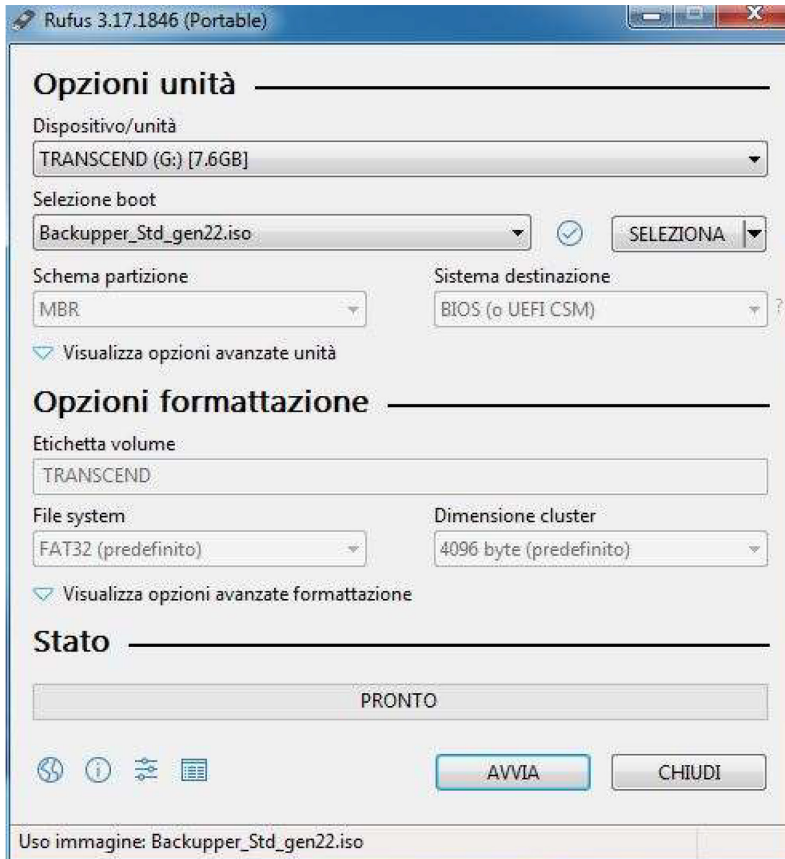 Rufus 3.17.1846 (Portable)
Opzioni unità
Dispositivo/unità
TRANSCEND (G:) [7.6GB]
Selezione boot
Backupper_Std_gen22.iso
SELEZIONA
Schema partizione
Sistema destinazione
MBR
BIOS (o UEFI CSM)
?
Visualizza opzioni avanzate unità
Opzioni formattazione
Etichetta volume
TRANSCEND
File system
Dimensione cluster
FAT32 (predefinito)
4096 byte (predefinito)
Visualizza opzioni avanzate formattazione
Stato
PRONTO
AVVIA
CHIUDI
Uso immagine: Backupper_Std_gen22.iso